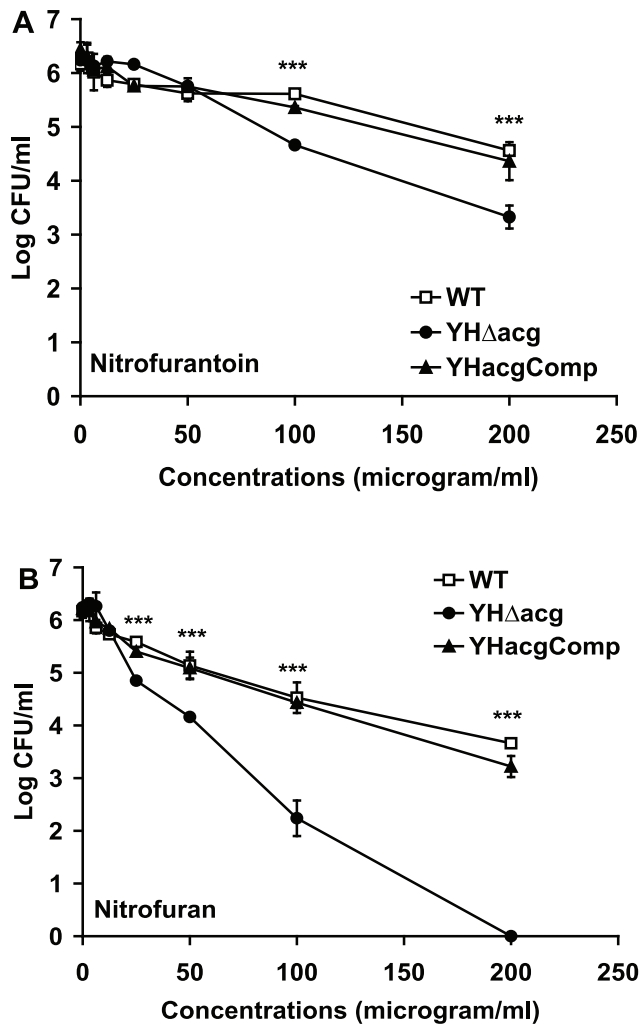 A
7
6
5
4
3
2
1
0
Log CFU/ml
***
***
WT
YHΔacg
YHacgComp
Nitrofurantoin
0 50 100 150 200 250
Concentrations (microgram/ml)
B
7
6
5
4
3
2
1
0
Log CFU/ml
WT
YHΔacg
YHacgComp
***
***
***
***
Nitrofuran
0 50 100 150 200 250
Concentrations (microgram/ml)